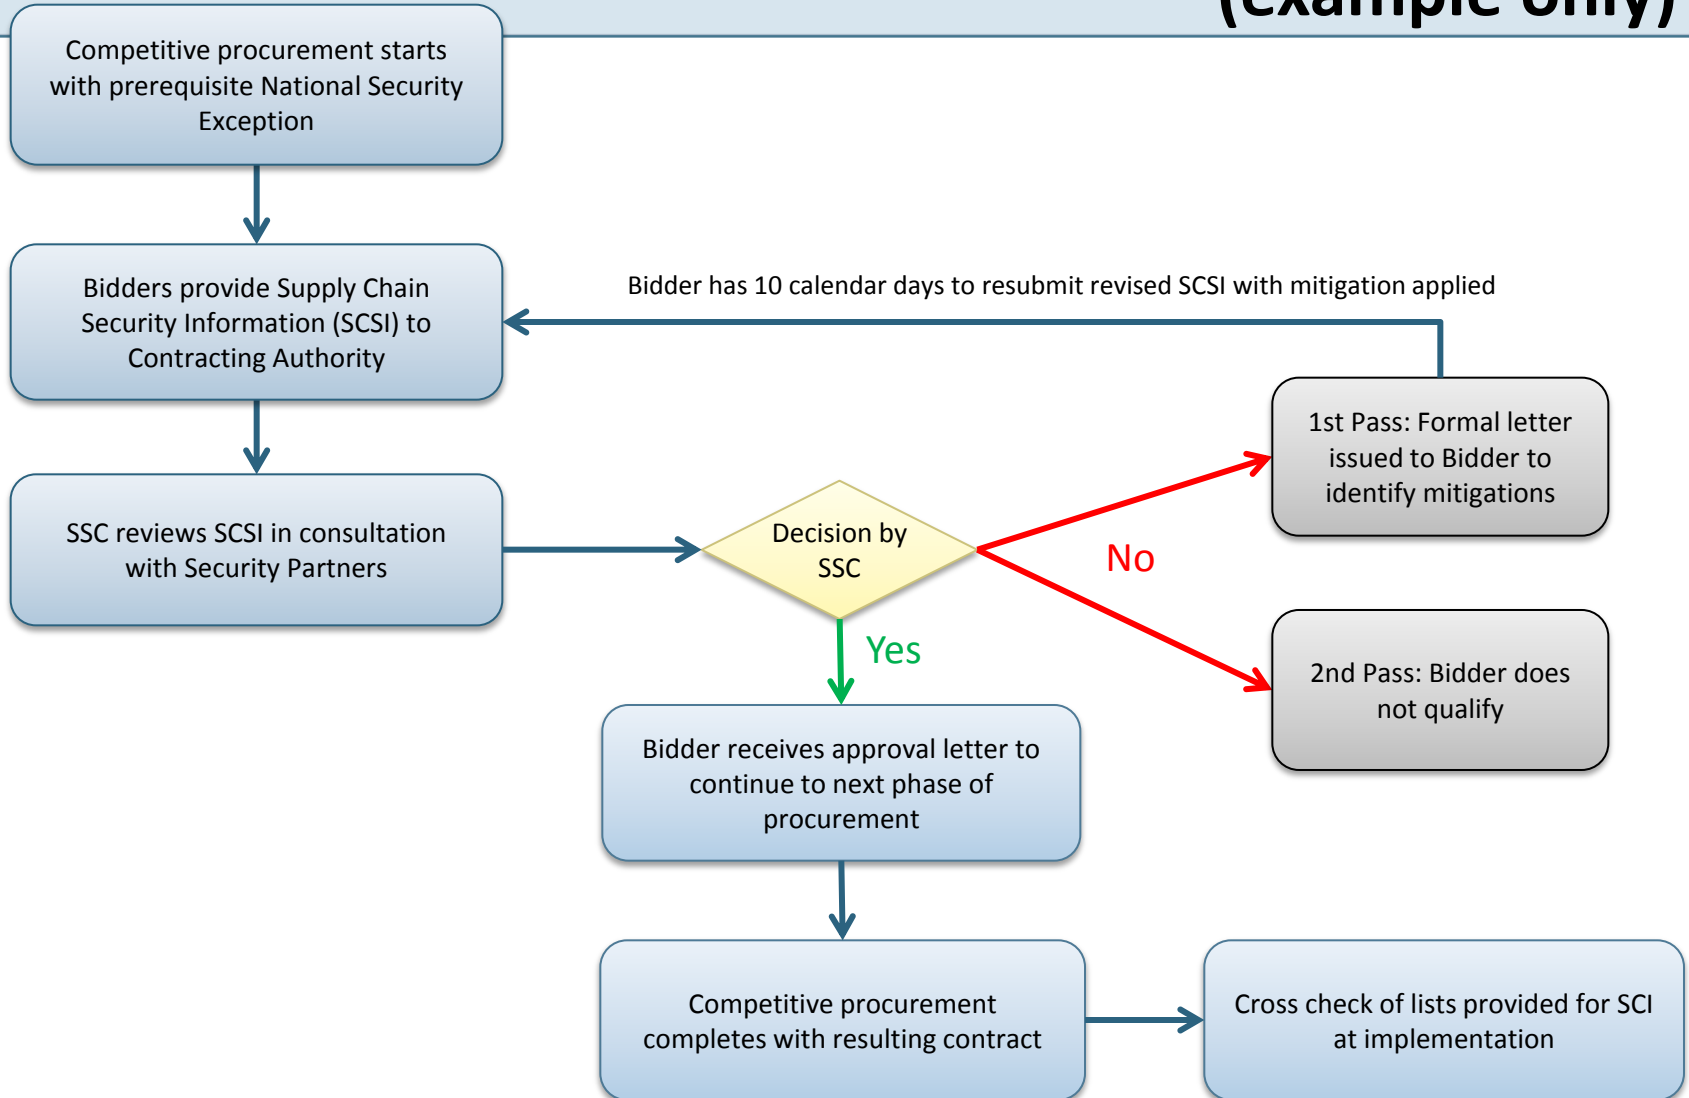 (example only)
Competitive procurement starts
with prerequisite National Security
Exception
Bidders provide Supply Chain
Security Information (SCSI) to
Contracting Authority
Bidder has 10 calendar days to resubmit revised SCSI with mitigation applied
1st Pass: Formal letter
issued to Bidder to
identify mitigations
SSC reviews SCSI in consultation
with Security Partners
Decision by
SSC
No
Yes
2nd Pass: Bidder does
not qualify
Bidder receives approval letter to
continue to next phase of
procurement
Competitive procurement
completes with resulting contract
Cross check of lists provided for SCI
at implementation